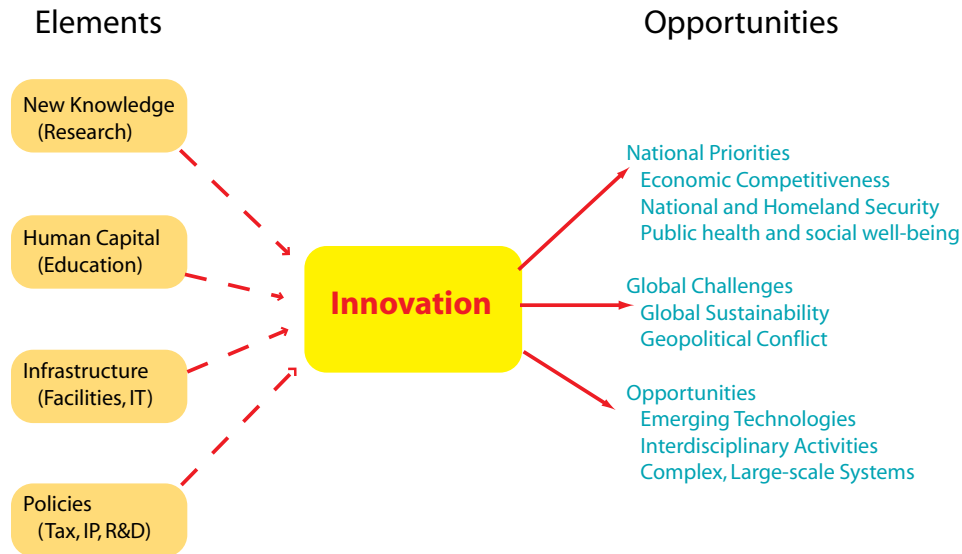 Elements
Opportunities
New Knowledge
(Research)
Human Capital
(Education)
Infrastructure
(Facilities, IT)
Policies
(Tax, IP, R&D)
Innovation
National Priorities
Economic Competitiveness
National and Homeland Security
Public health and social well-being
Global Challenges
Global Sustainability
Geopolitical Conflict
Opportunities
Emerging Technologies
Interdisciplinary Activities
Complex, Large-scale Systems